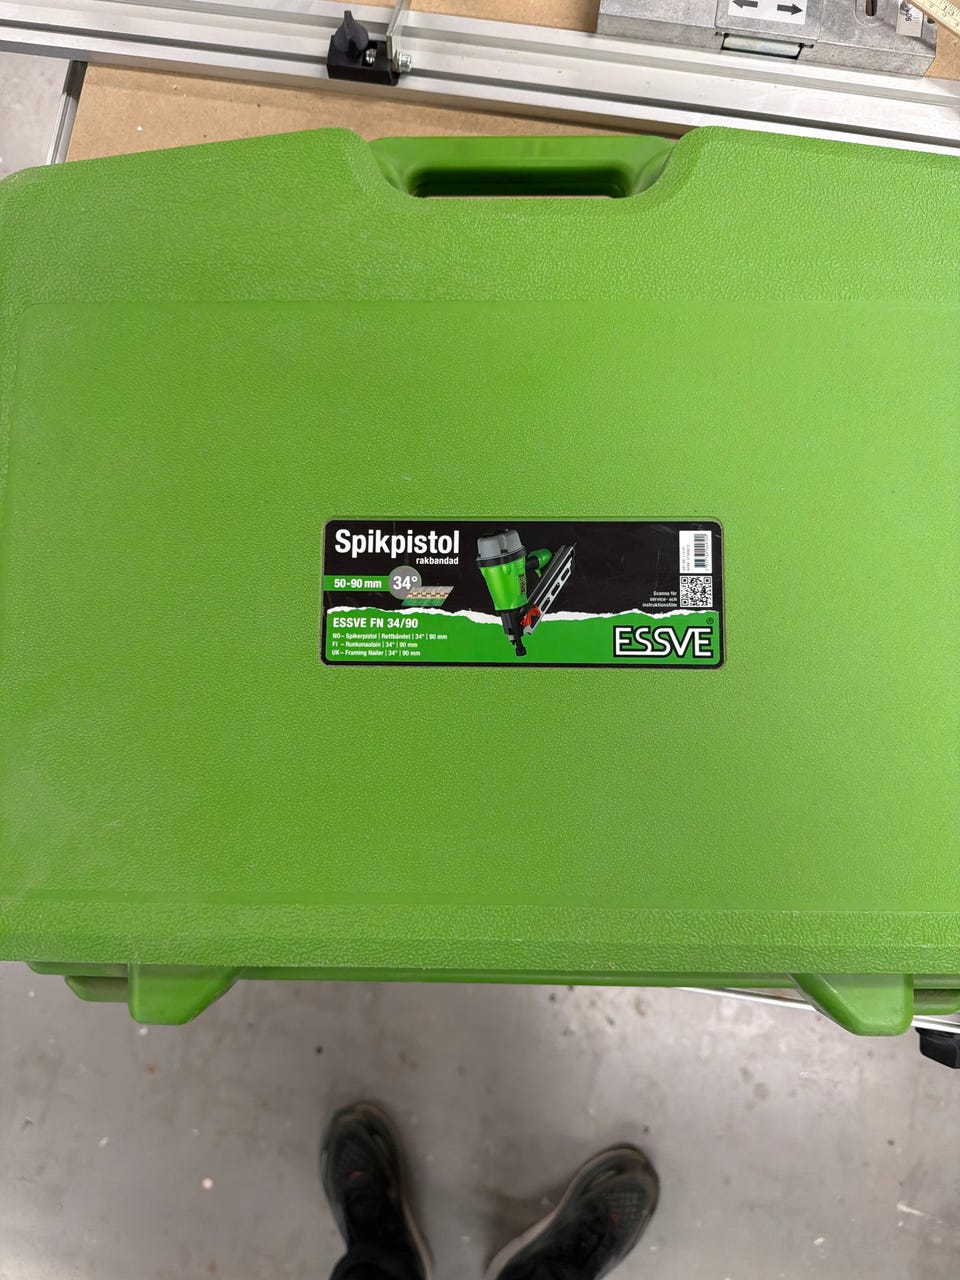 Spikpistol
rakbandad
50-90 mm 34°
ESSVE FN 34/90
NO – Spikerpistol | Rettbåndet | 34° | 90 mm
FI – Runkonaulain | 34° | 90 mm
UK – Framing Nailer | 34° | 90 mm
Scanna för
service- och
instruktionsfilm
ESSVE®
90°